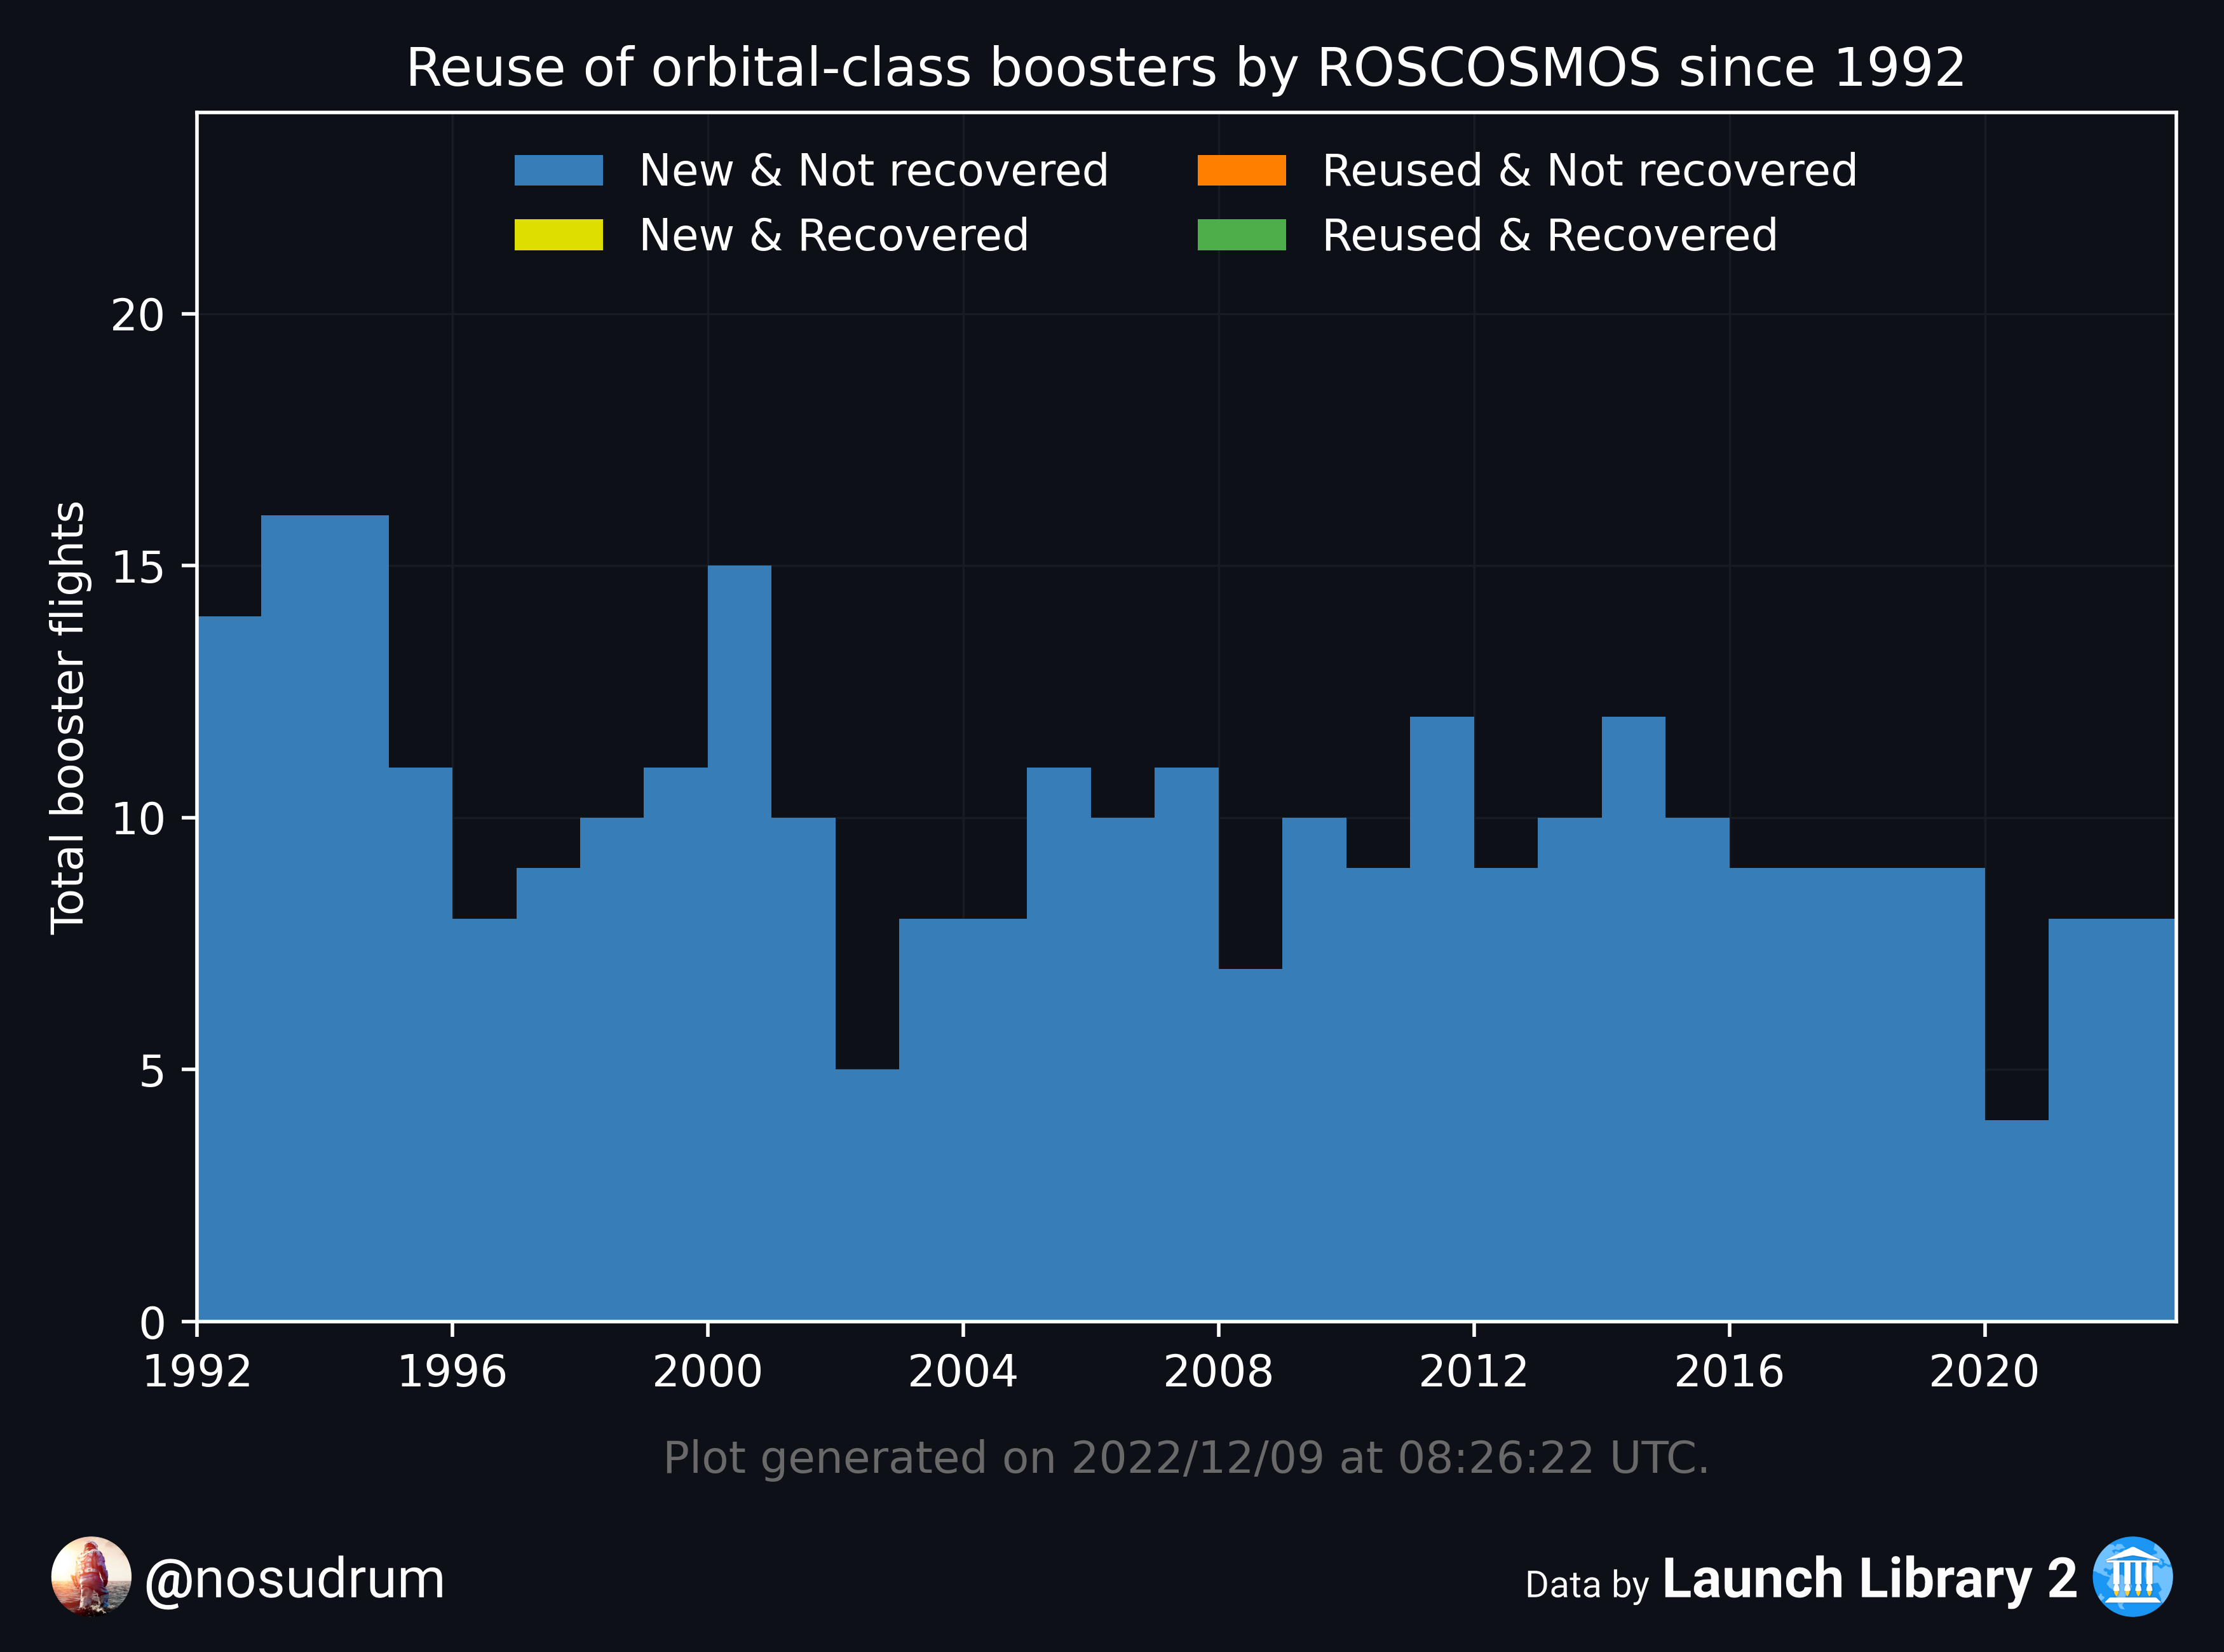 Reuse of orbital-class boosters by ROSCOSMOS since 1992
New & Not recovered
New & Recovered
Reused & Not recovered
Reused & Recovered
Total booster flights
20
15
10
5
0
1992 1996 2000 2004 2008 2012 2016 2020
Plot generated on 2022/12/09 at 08:26:22 UTC.
@nosudrum
Data by Launch Library 2